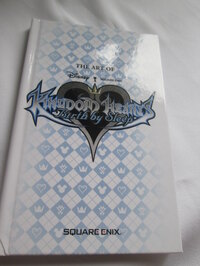 THE ART OF
Disney
KINGDOM HEARTS
Birth by Sleep
SQUARE ENIX